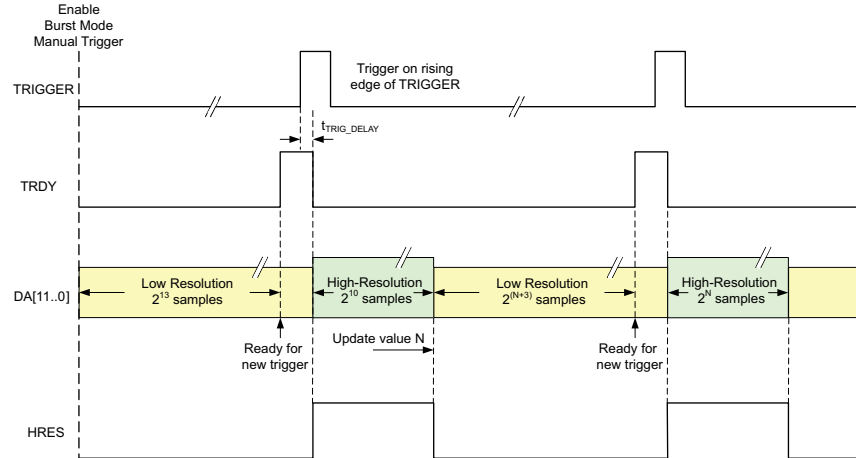 Enable
Burst Mode
Manual Trigger
TRIGGER
Trigger on rising
edge of TRIGGER
tTRIG_DELAY
TRDY
DA[11..0]
Low Resolution
2^13 samples
High-Resolution
2^10 samples
Low Resolution
2^(N+3) samples
High-Resolution
2^N samples
Ready for
new trigger
Update value N
Ready for
new trigger
HRES